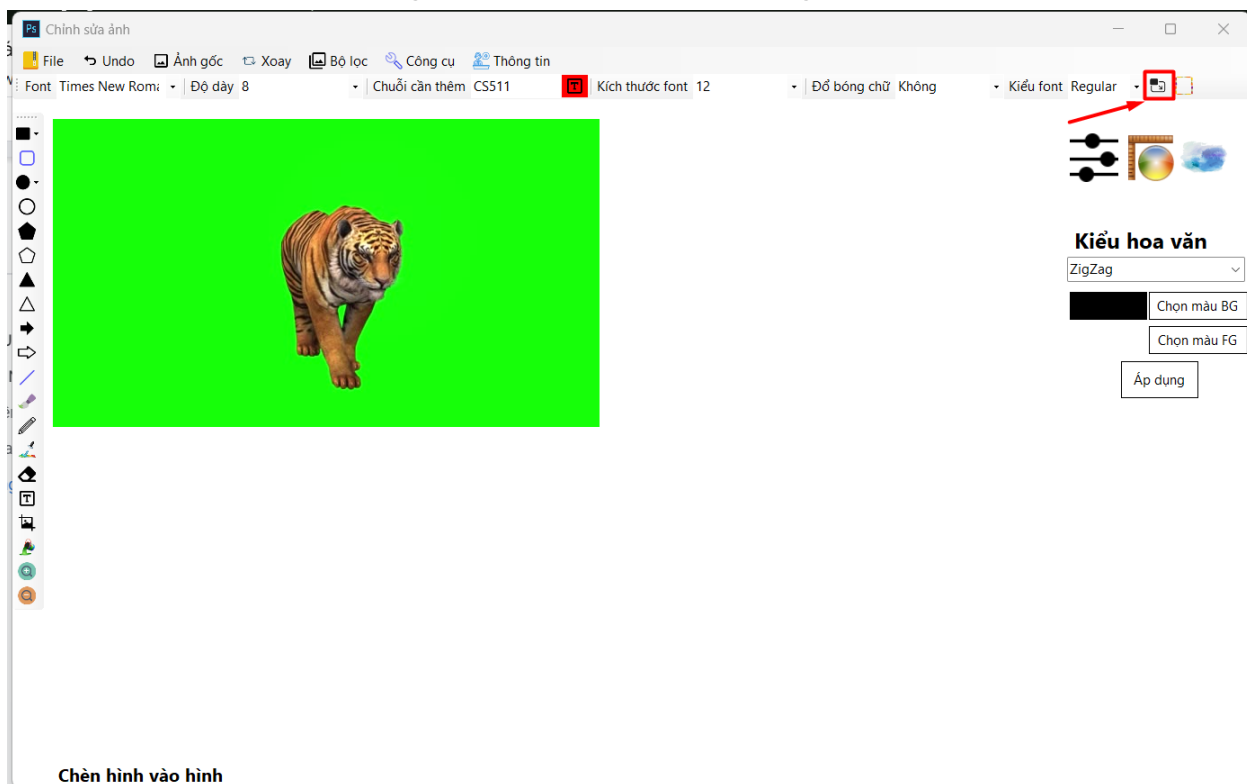 Ps Chỉnh sửa ảnh
File Undo Ảnh gốc Xoay Bộ lọc Công cụ Thông tin
Font Times New Roma Độ dày 8 Chuỗi cần thêm CS511 T Kích thước font 12 Đổ bóng chữ Không Kiểu font Regular
Kiểu hoa văn
ZigZag
Chọn màu BG
Chọn màu FG
Áp dụng
T
Chèn hình vào hình